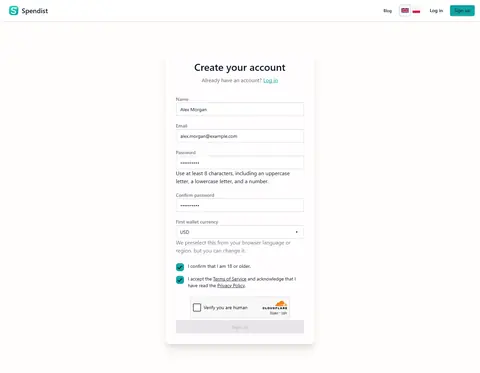 Spendist
Blog
Log in
Sign up
Create your account
Already have an account? Log in
Name
Alex Morgan
Email
alex.morgan@example.com
Password
••••••••••
Use at least 8 characters, including an uppercase
letter, a lowercase letter, and a number.
Confirm password
••••••••••
First wallet currency
USD
We preselect this from your browser language or
region, but you can change it.
I confirm that I am 18 or older.
I accept the Terms of Service and acknowledge that I
have read the Privacy Policy.
Verify you are human
CLOUDFLARE
Sign up